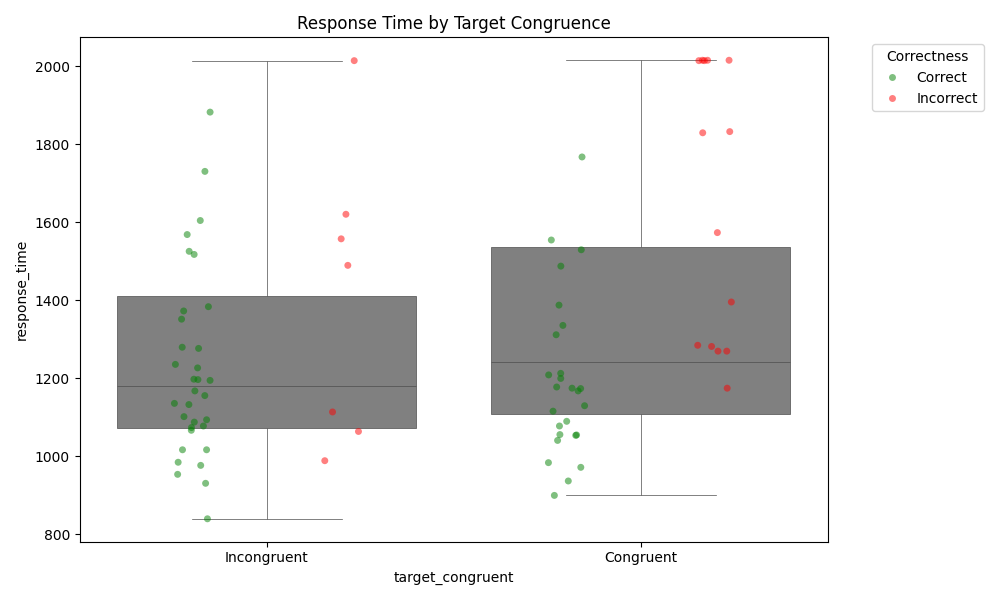 Response Time by Target Congruence
Correctness
Correct
Incorrect
response_time
2000
1800
1600
1400
1200
1000
800
Incongruent
Congruent
target_congruent